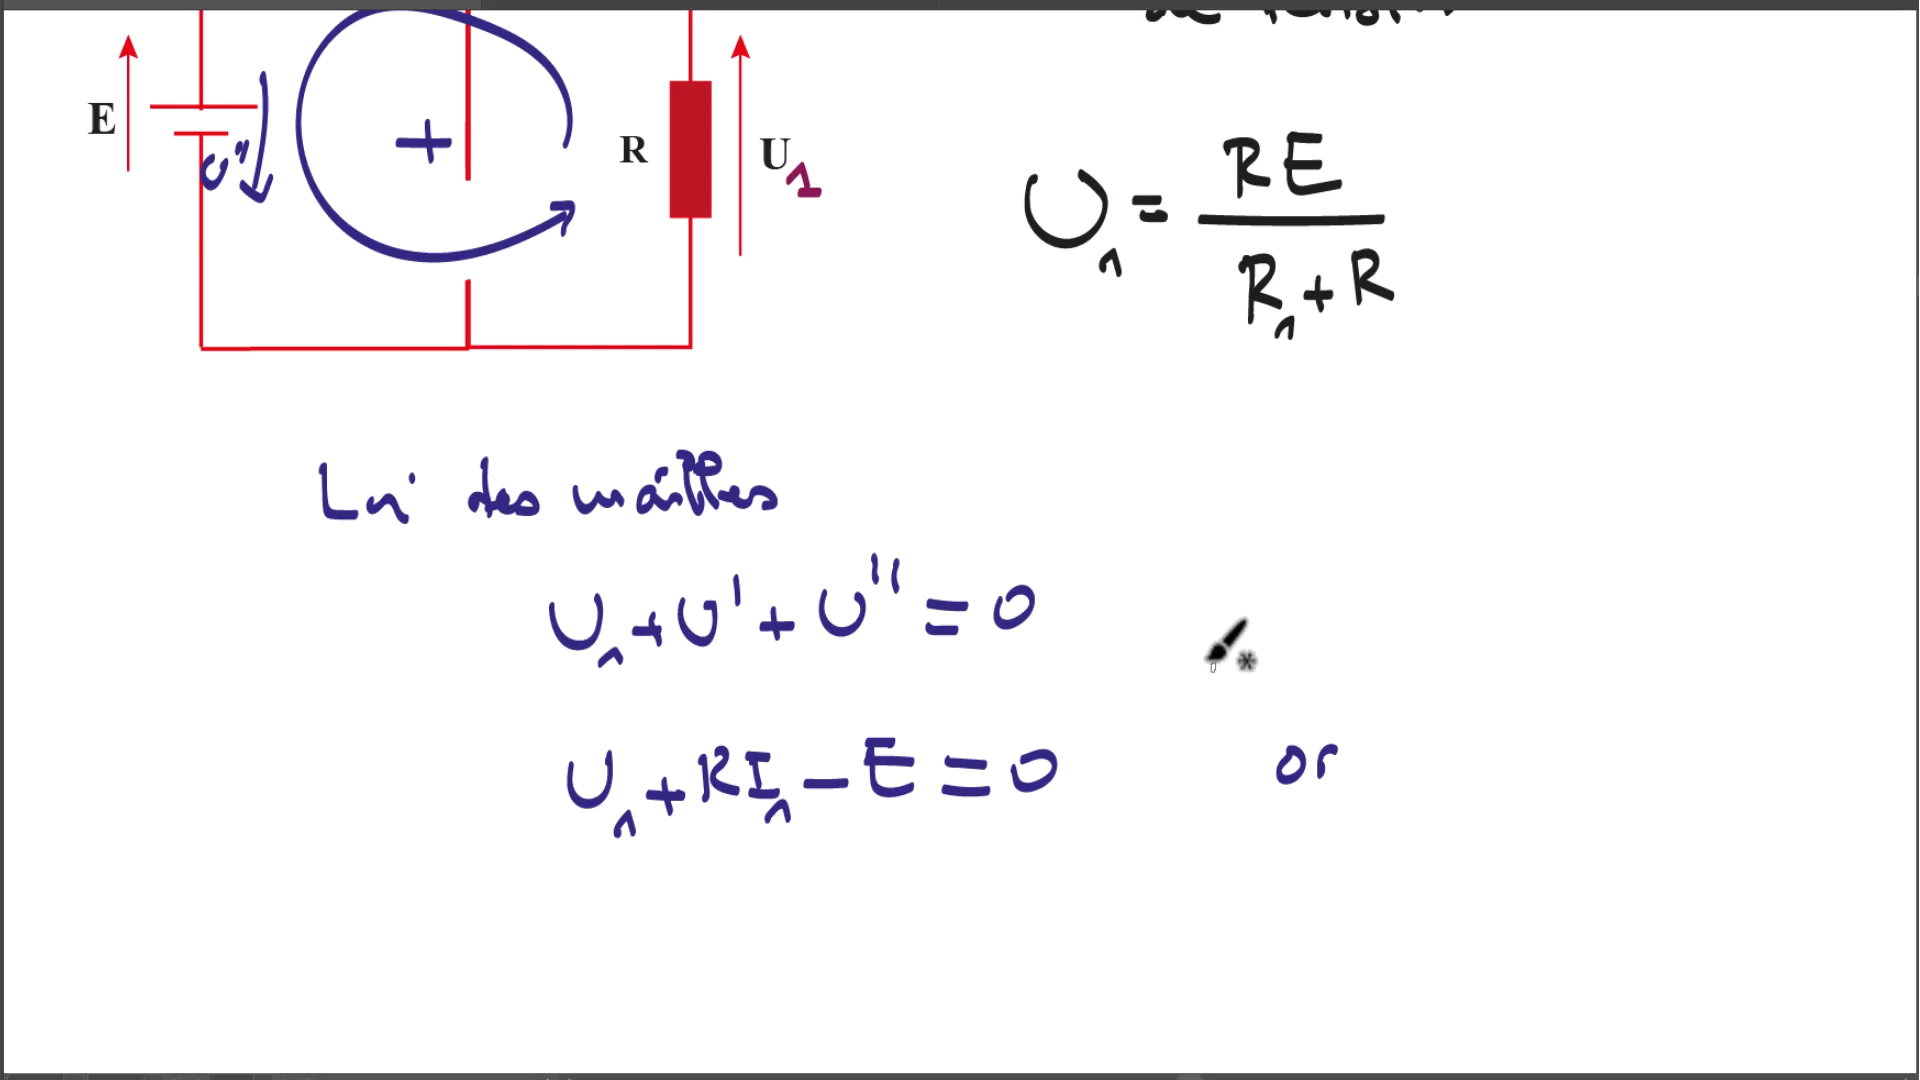 E
U"
+
R
U1
U1 = RE / R1 + R
Loi des mailles
U1 + U' + U'' = 0
U1 + RI1 - E = 0 or